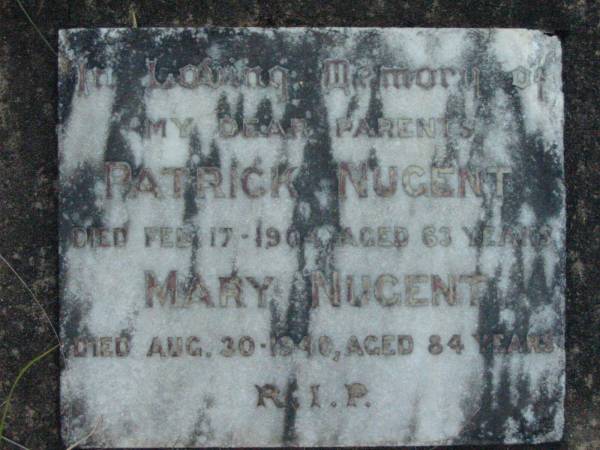 In Loving Memory of
MY DEAR PARENTS
PATRICK NUGENT
DIED FEB. 17 - 1904, AGED 63 YEARS
MARY NUGENT
DIED AUG. 30 - 1940, AGED 84 YEARS
R.I.P.